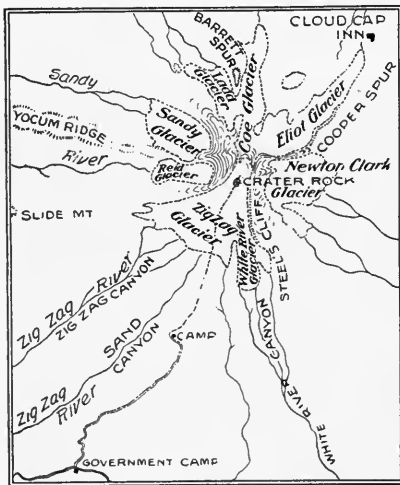 CLOUD CAP
INN
BARRETT
SPUR
Ladd
Glacier
Coe Glacier
Eliot Glacier
COOPER SPUR
Sandy
YOCUM RIDGE
River
Sandy
Glacier
Reid
Glacier
Newton Clark
Glacier
CRATER ROCK
SLIDE MT
ZigZag
Glacier
White River
Glacier
STEELS CLIFF
Zig Zag River
ZIG ZAG CANYON
SAND
CANYON
CAMP
Zig Zag
River
WHITE RIVER CANYON
WHITE RIVER
GOVERNMENT CAMP